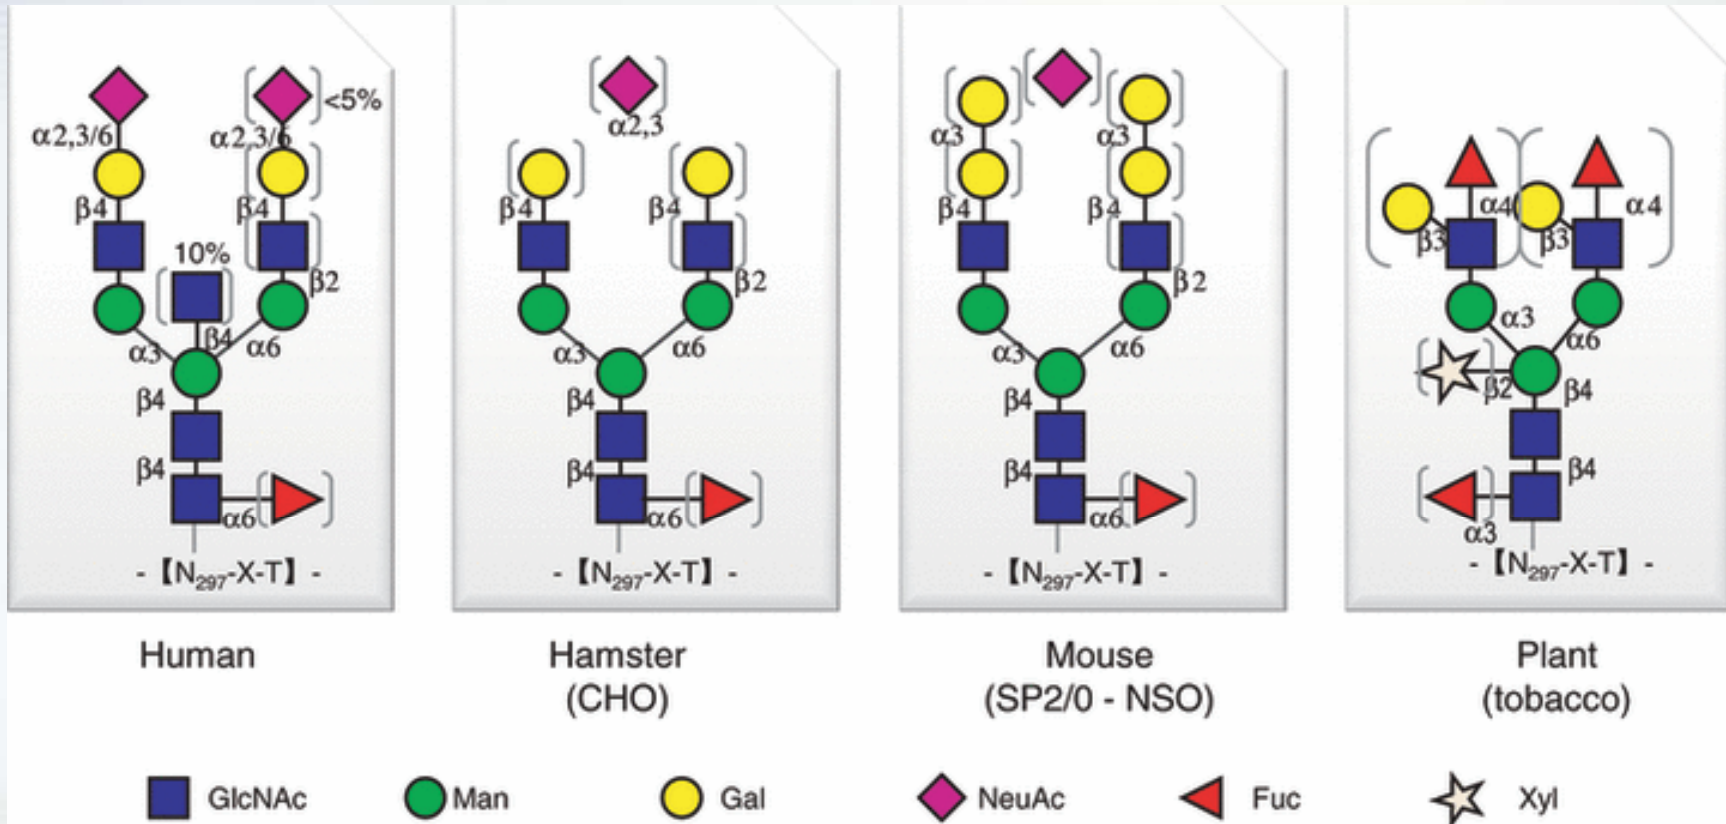 <5%
α2,3/6
α2,3/6
β4
β4
10%
β2
β4
α3
α6
β4
β4
α6
- 【N297-X-T】 -
Human
α2,3
β4
β4
β2
α3
α6
β4
β4
α6
- 【N297-X-T】 -
Hamster
(CHO)
α3
α3
β4
β4
β2
α3
α6
β4
β4
α6
- 【N297-X-T】 -
Mouse
(SP2/0 - NSO)
α4
α4
β3
β3
α3
α6
β2
β4
β4
α3
- 【N297-X-T】 -
Plant
(tobacco)
GlcNAc
Man
Gal
NeuAc
Fuc
Xyl